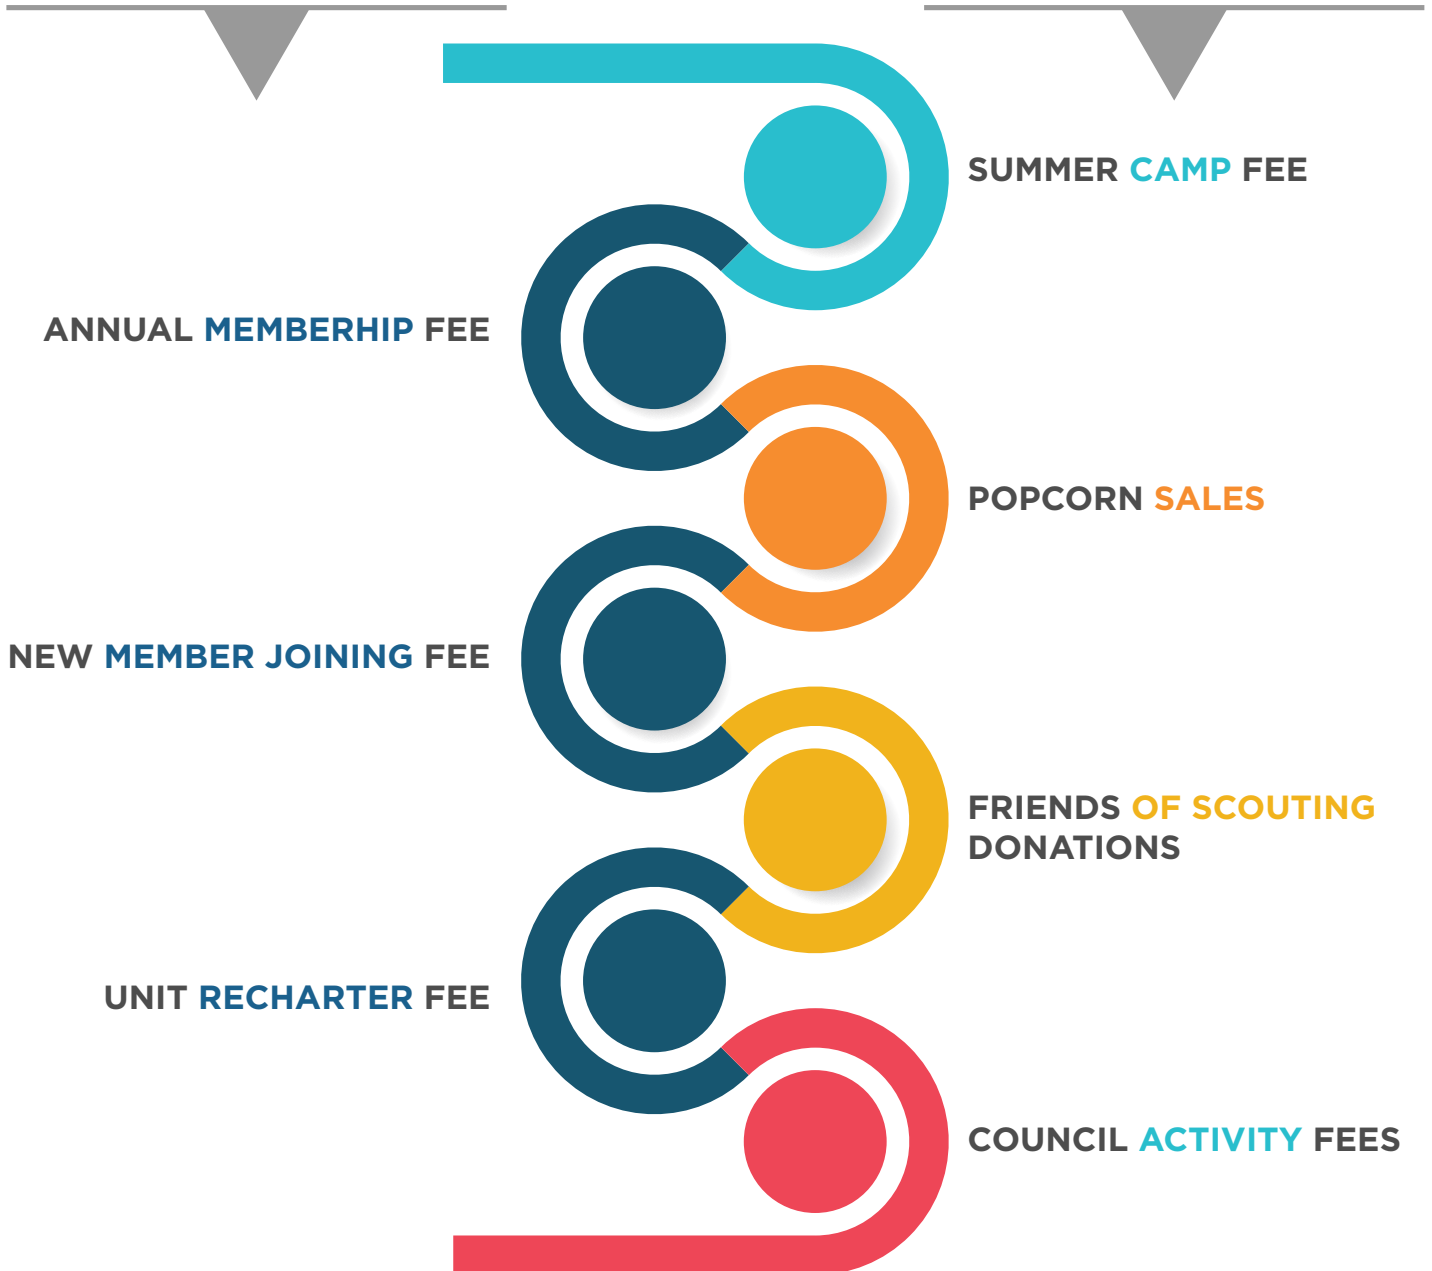 SUMMER CAMP FEE
ANNUAL MEMBERHIP FEE
POPCORN SALES
NEW MEMBER JOINING FEE
FRIENDS OF SCOUTING
DONATIONS
UNIT RECHARTER FEE
COUNCIL ACTIVITY FEES